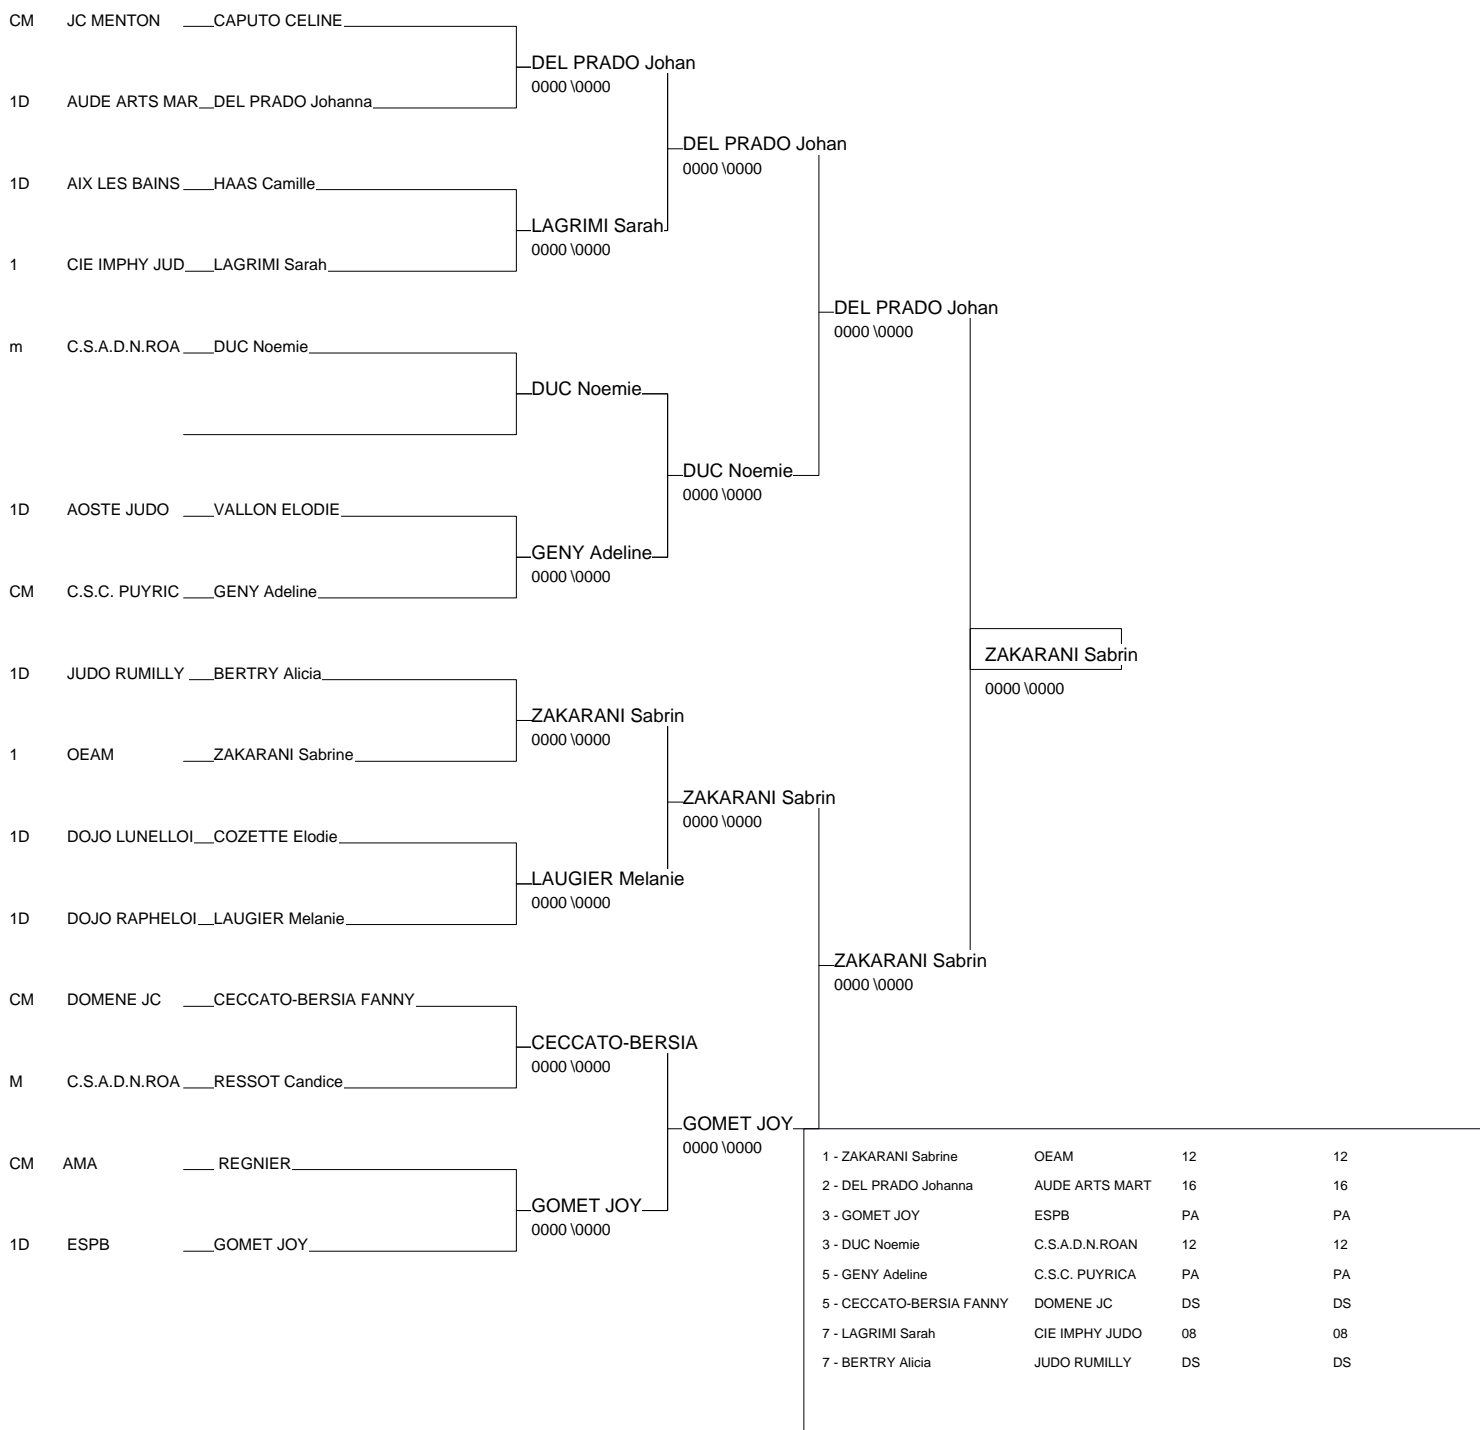 CM JC MENTON CAPUTO CELINE
DEL PRADO Johan
0000 \0000
1D AUDE ARTS MAR DEL PRADO Johanna
DEL PRADO Johan
0000 \0000
1D AIX LES BAINS HAAS Camille
LAGRIMI Sarah
0000 \0000
1 CIE IMPHY JUD LAGRIMI Sarah
DEL PRADO Johan
0000 \0000
m C.S.A.D.N.ROA DUC Noemie
DUC Noemie
DUC Noemie
0000 \0000
1D AOSTE JUDO VALLON ELODIE
GENY Adeline
0000 \0000
CM C.S.C. PUYRIC GENY Adeline
ZAKARANI Sabrin
0000 \0000
1D JUDO RUMILLY BERTRY Alicia
ZAKARANI Sabrin
0000 \0000
1 OEAM ZAKARANI Sabrine
ZAKARANI Sabrin
0000 \0000
1D DOJO LUNELLOI COZETTE Elodie
LAUGIER Melanie
0000 \0000
1D DOJO RAPHELOI LAUGIER Melanie
ZAKARANI Sabrin
0000 \0000
CM DOMENE JC CECCATO-BERSIA FANNY
CECCATO-BERSIA
0000 \0000
M C.S.A.D.N.ROA RESSOT Candice
GOMET JOY
0000 \0000
CM AMA REGNIER
GOMET JOY
0000 \0000
1D ESPB GOMET JOY
1 - ZAKARANI Sabrine OEAM 12 12
2 - DEL PRADO Johanna AUDE ARTS MART 16 16
3 - GOMET JOY ESPB PA PA
3 - DUC Noemie C.S.A.D.N.ROAN 12 12
5 - GENY Adeline C.S.C. PUYRICA PA PA
5 - CECCATO-BERSIA FANNY DOMENE JC DS DS
7 - LAGRIMI Sarah CIE IMPHY JUDO 08 08
7 - BERTRY Alicia JUDO RUMILLY DS DS